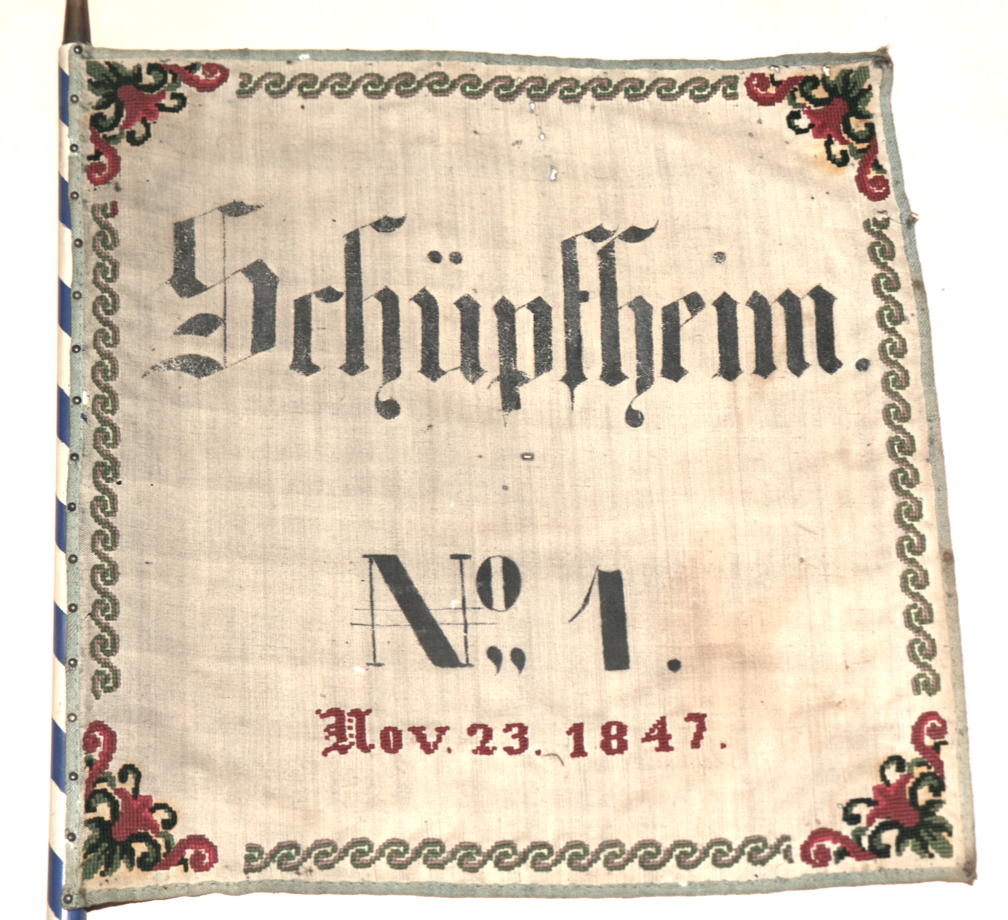 Schüpfheim.
No. 1.
Nov. 23. 1847.